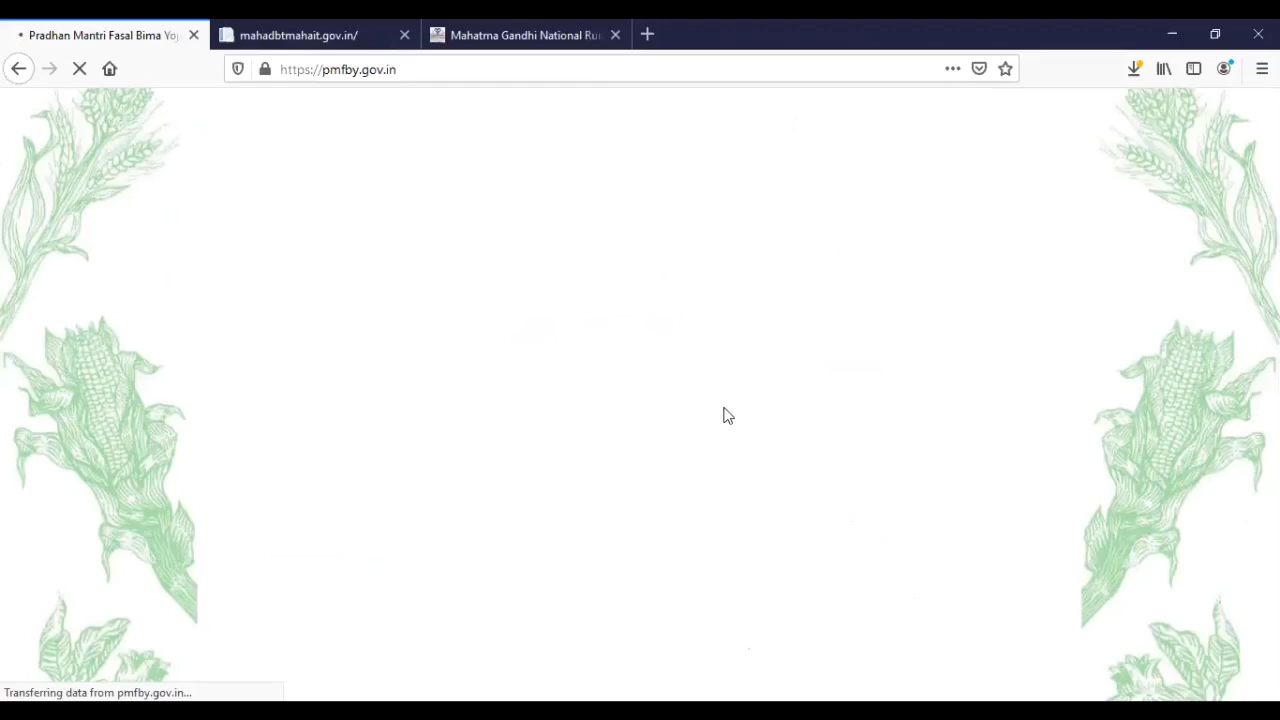 Pradhan Mantri Fasal Bima Yoj
mahadbtmahait.gov.in/
Mahatma Gandhi National Ru
https://pmfby.gov.in
Transferring data from pmfby.gov.in...